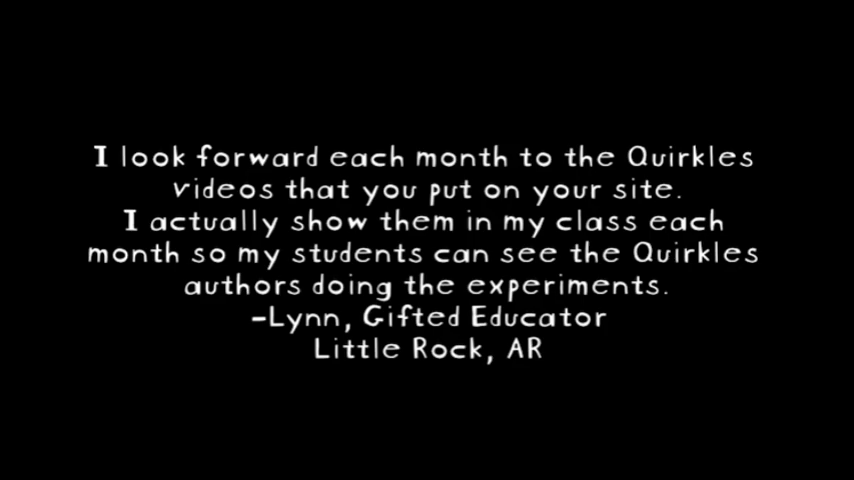 I look forward each month to the Quirkles
videos that you put on your site.
I actually show them in my class each
month so my students can see the Quirkles
authors doing the experiments.
-Lynn, Gifted Educator
Little Rock, AR